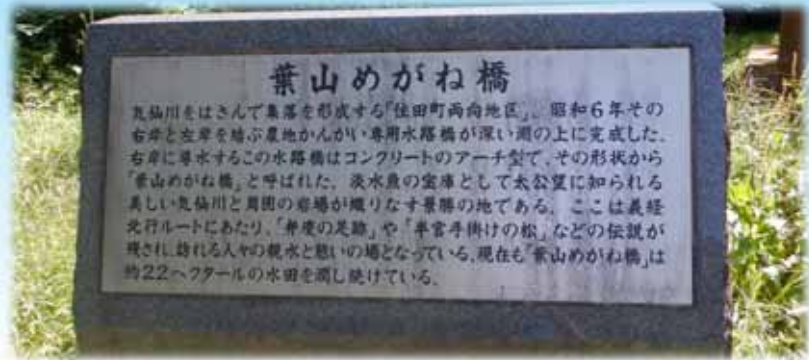 葉山めがね橋
気仙川をはさんで集落を形成する「住田町両向地区」。昭和6年その
右岸と左岸を結ぶ農地かんがい専用水路橋が深い淵の上に完成した。
右岸に導水するこの水路橋はコンクリートのアーチ型で、その形状から
「葉山めがね橋」と呼ばれた。淡水魚の宝庫として太公望に知られる
美しい気仙川と周囲の岩場が織りなす景勝の地である。ここは義経
北行ルートにあたり、「弁慶の足跡」や「半官手掛けの松」などの伝説が
残され、訪れる人々の親水と憩いの場となっている。現在も「葉山めがね橋」は
約22ヘクタールの水田を潤し続けている。